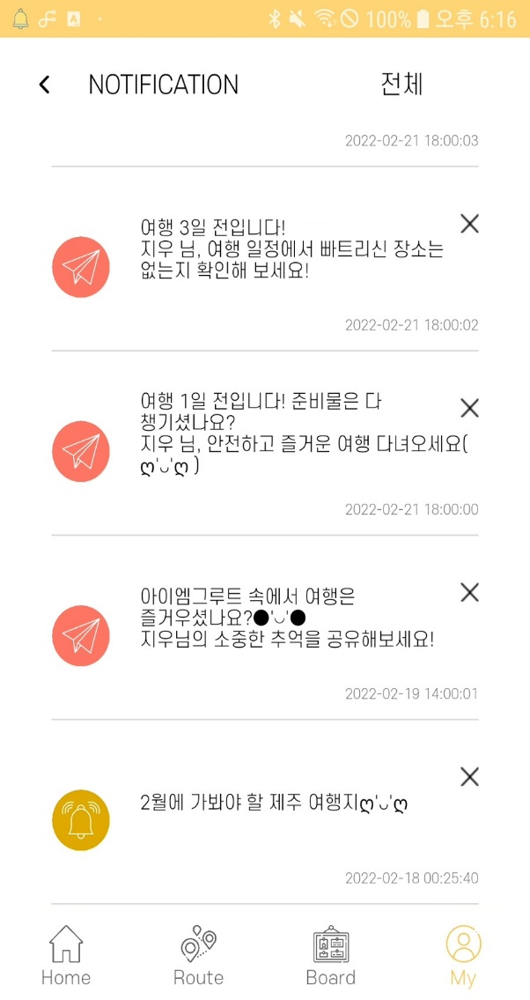 100% 오후 6:16
NOTIFICATION 전체
2022-02-21 18:00:03
여행 3일 전입니다!
지우 님, 여행 일정에서 빠트리신 장소는
없는지 확인해 보세요!
2022-02-21 18:00:02
여행 1일 전입니다! 준비물은 다
챙기셨나요?
지우 님, 안전하고 즐거운 여행 다녀오세요(
ღ'ᴗ'ღ )
2022-02-21 18:00:00
아이엠그루트 속에서 여행은
즐거우셨나요?●'ᴗ'●
지우님의 소중한 추억을 공유해보세요!
2022-02-19 14:00:01
2월에 가봐야 할 제주 여행지ღ'ᴗ'ღ
2022-02-18 00:25:40
Home Route Board My